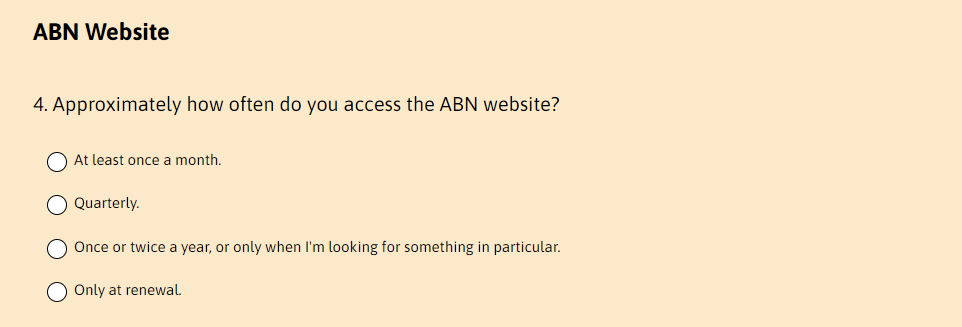 ABN Website
4. Approximately how often do you access the ABN website?
At least once a month.
Quarterly.
Once or twice a year, or only when I'm looking for something in particular.
Only at renewal.